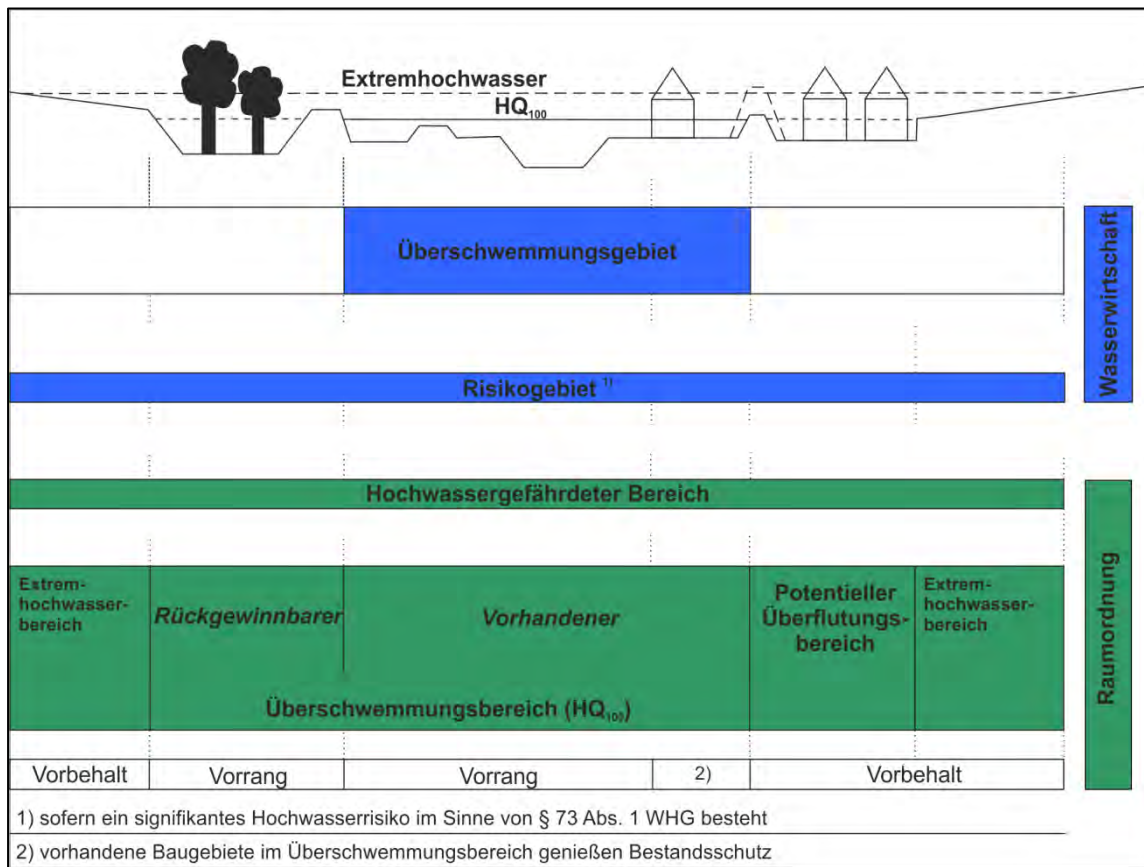 Extremhochwasser
HQ100
Überschwemmungsgebiet
Wasserwirtschaft
Risikogebiet 1)
Hochwassergefährdeter Bereich
Raumordnung
Extrem-
hochwasser-
bereich
Rückgewinnbarer
Vorhandener
Potentieller
Überflutungs-
bereich
Extrem-
hochwasser-
bereich
Überschwemmungsbereich (HQ100)
Vorbehalt
Vorrang
Vorrang
2)
Vorbehalt
1) sofern ein signifikantes Hochwasserrisiko im Sinne von § 73 Abs. 1 WHG besteht
2) vorhandene Baugebiete im Überschwemmungsbereich genießen Bestandsschutz